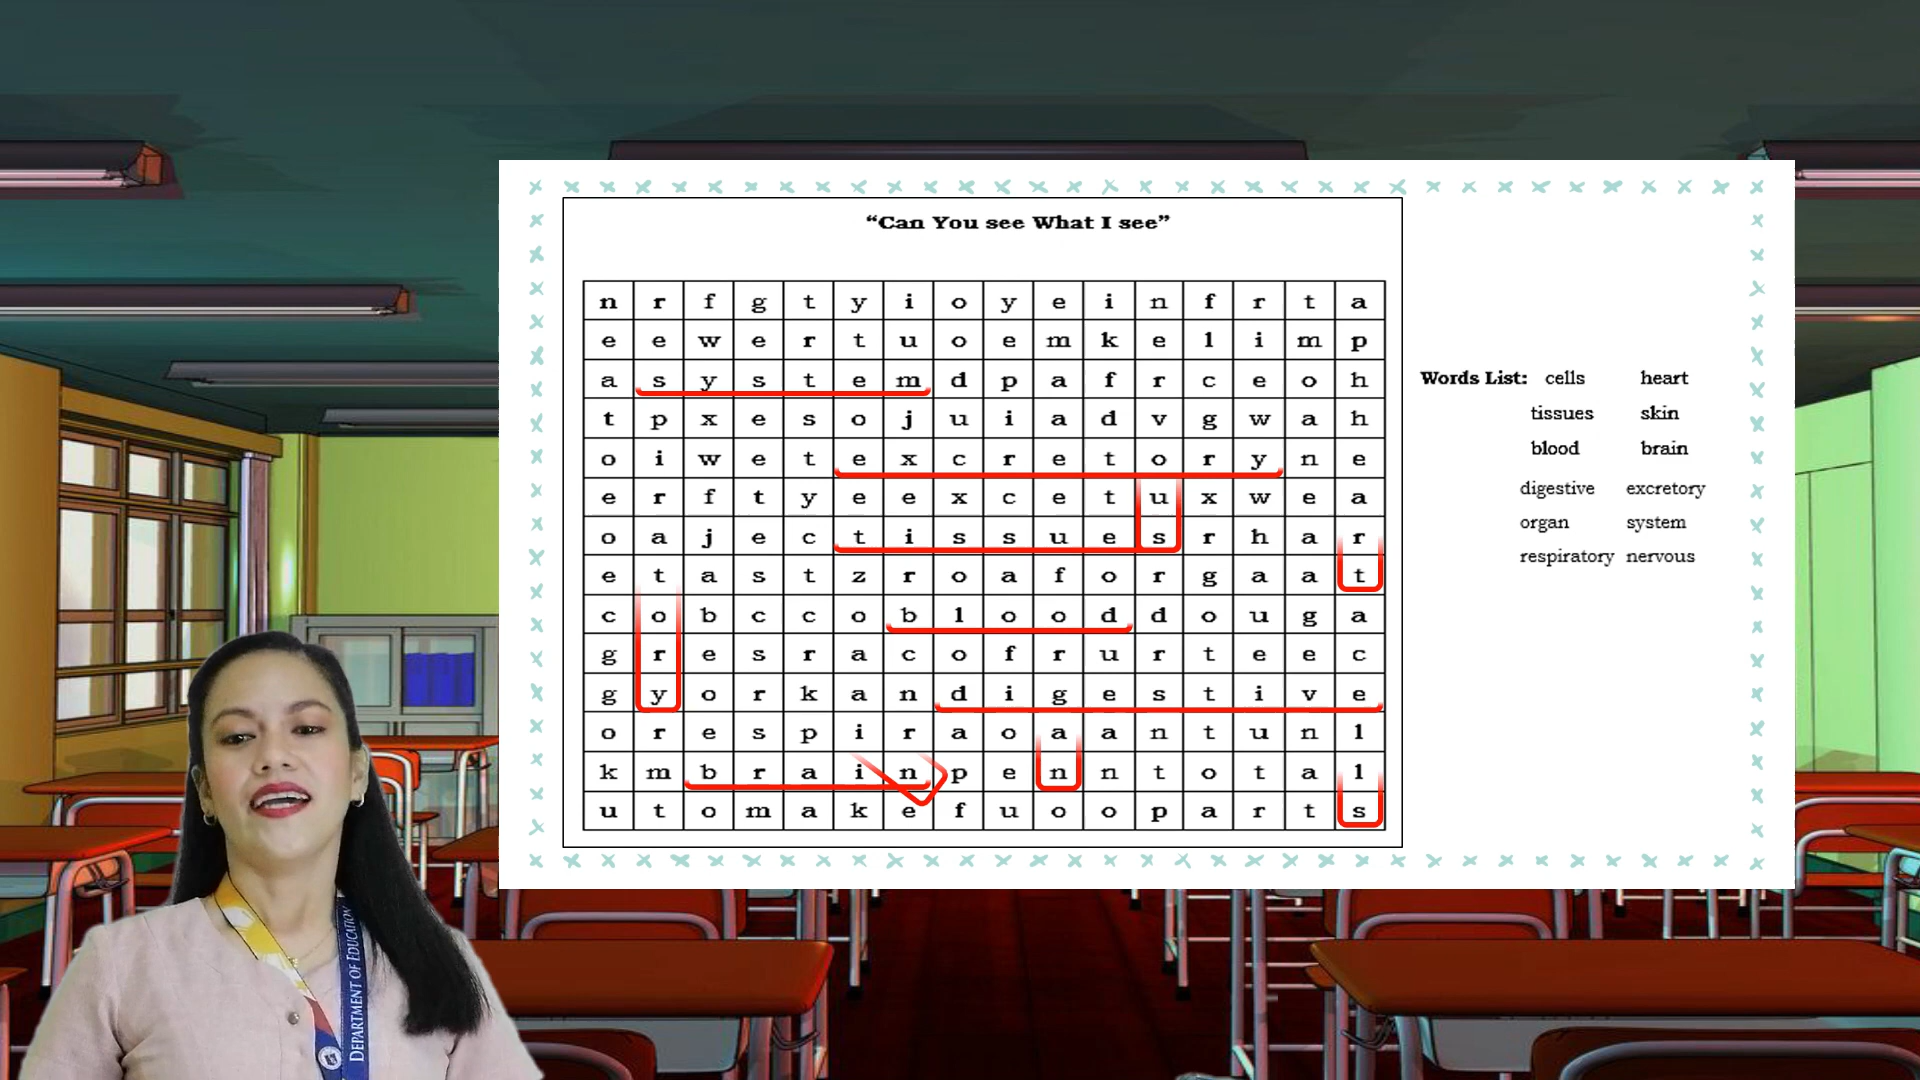 “Can You see What I see”
n r f g t y i o y e i n f r t a
e e w e r t u o e m k e l i m p
a s y s t e m d p a f r c e o h
t p x e s o j u i a d v g w a h
o i w e t e x c r e t o r y n e
e r f t y e e x c e t u x w e a
o a j e c t i s s u e s r h a r
e t a s t z r o a f o r g a a t
c o b c c o b l o o d d o u g a
g r e s r a c o f r u r t e e c
g y o r k a n d i g e s t i v e
o r e s p i r a o a a n t u n l
k m b r a i n p e n n t o t a l
u t o m a k e f u o o p a r t s
Words List: cells heart
tissues skin
blood brain
digestive excretory
organ system
respiratory nervous
DEPARTMENT OF EDUCATION